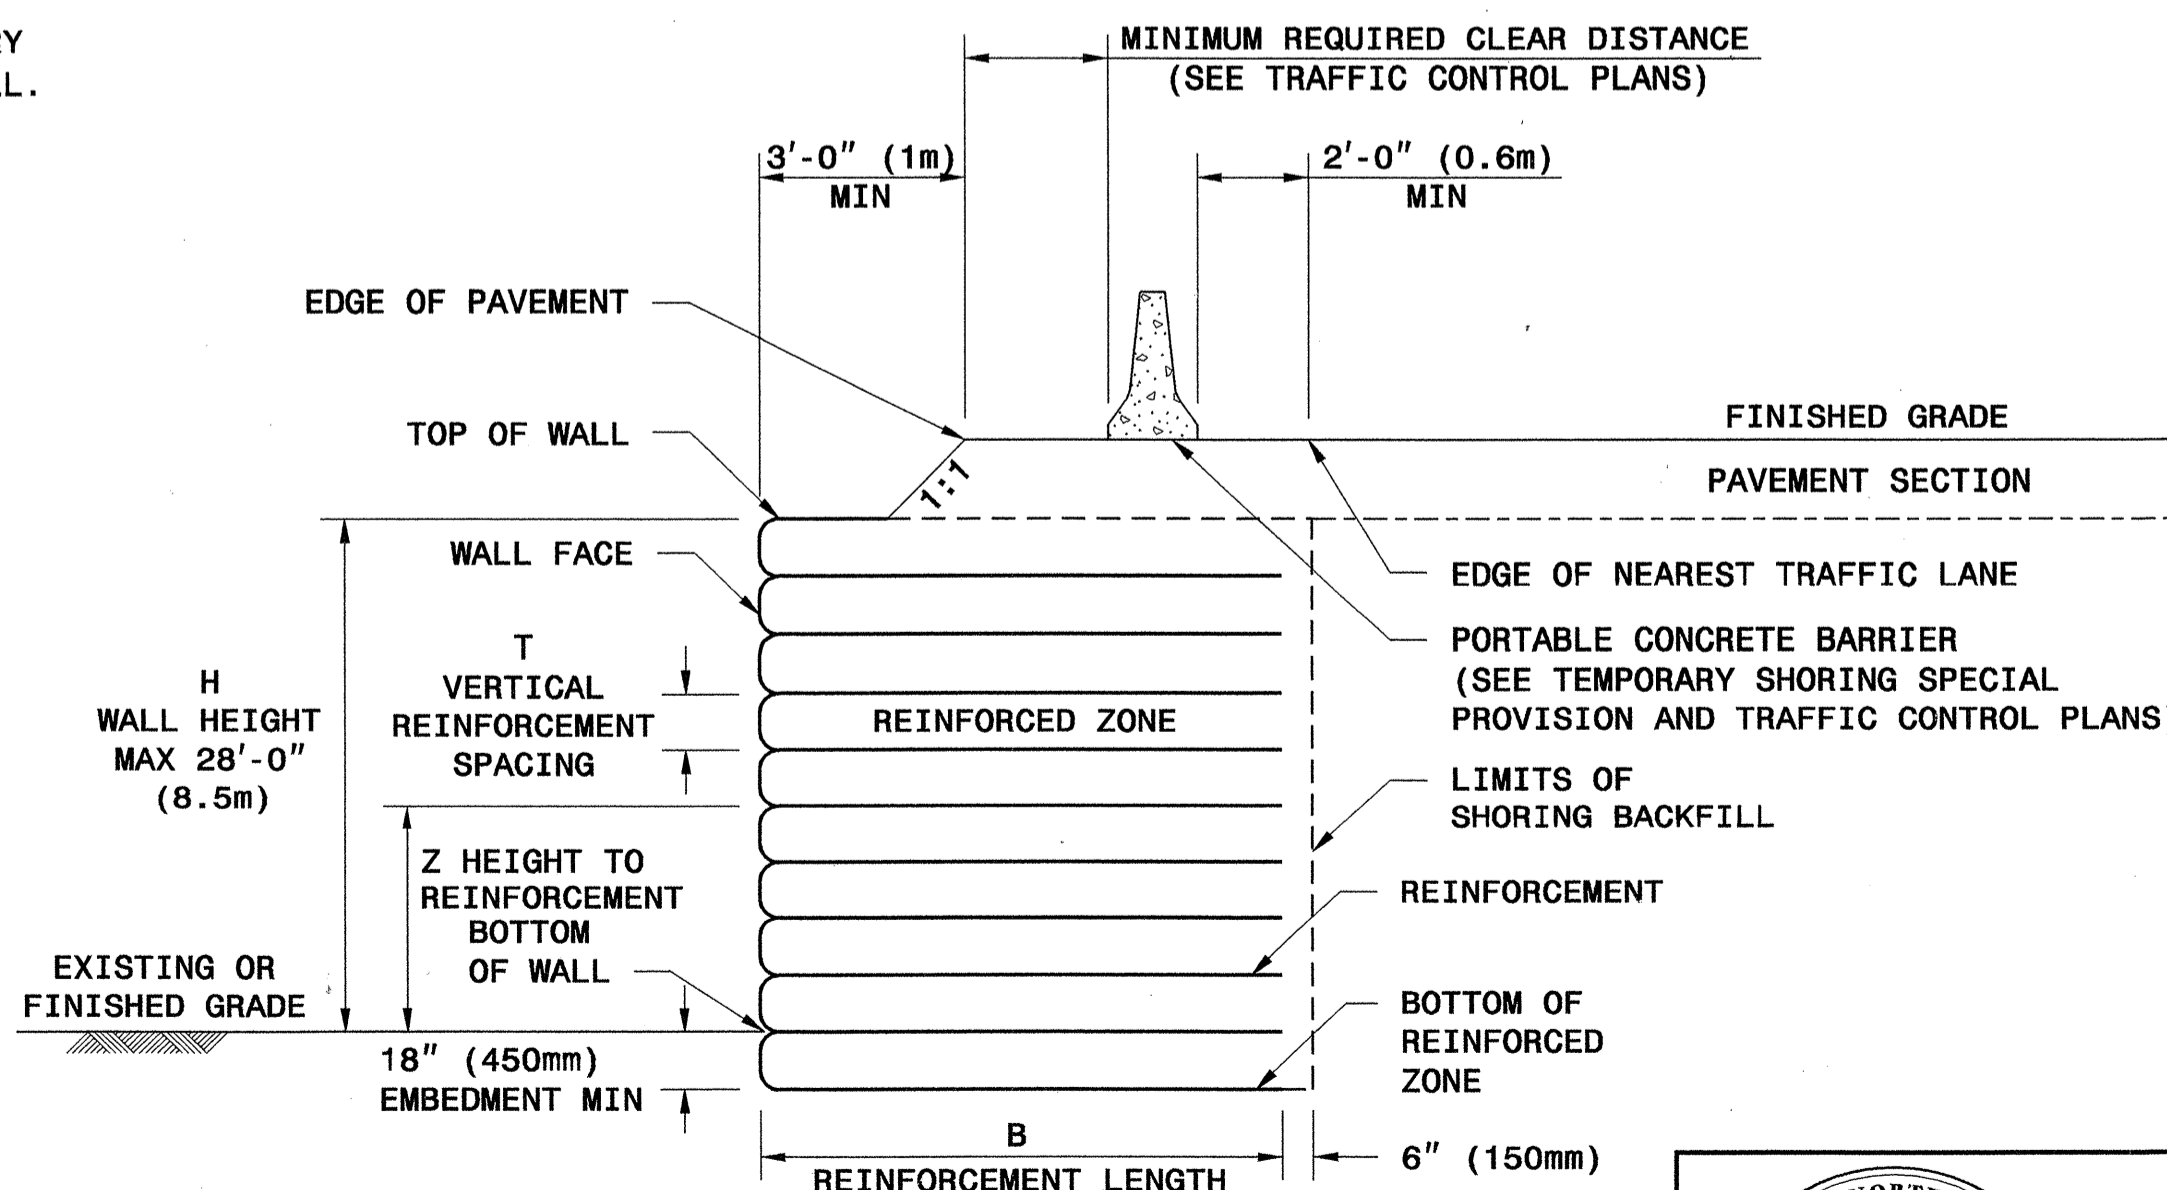 RY
LL.
MINIMUM REQUIRED CLEAR DISTANCE
(SEE TRAFFIC CONTROL PLANS)
3'-0" (1m)
MIN
2'-0" (0.6m)
MIN
EDGE OF PAVEMENT
TOP OF WALL
1:1
FINISHED GRADE
PAVEMENT SECTION
WALL FACE
EDGE OF NEAREST TRAFFIC LANE
T
VERTICAL
REINFORCEMENT
SPACING
H
WALL HEIGHT
MAX 28'-0"
(8.5m)
REINFORCED ZONE
PORTABLE CONCRETE BARRIER
(SEE TEMPORARY SHORING SPECIAL
PROVISION AND TRAFFIC CONTROL PLANS
LIMITS OF
SHORING BACKFILL
Z HEIGHT TO
REINFORCEMENT
BOTTOM
OF WALL
REINFORCEMENT
EXISTING OR
FINISHED GRADE
BOTTOM OF
REINFORCED
ZONE
18" (450mm)
EMBEDMENT MIN
B
REINFORCEMENT LENGTH
6" (150mm)